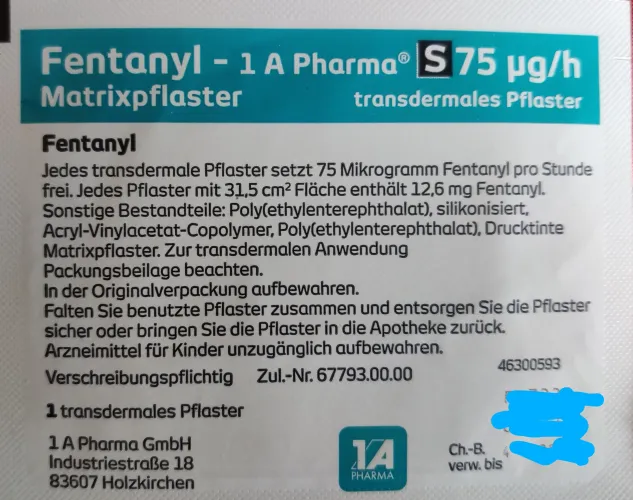 Fentanyl - 1 A Pharma® S 75 µg/h
Matrixpflaster transdermales Pflaster
Fentanyl
Jedes transdermale Pflaster setzt 75 Mikrogramm Fentanyl pro Stunde
frei. Jedes Pflaster mit 31,5 cm² Fläche enthält 12,6 mg Fentanyl.
Sonstige Bestandteile: Poly(ethylenterephthalat), silikonisiert,
Acryl-Vinylacetat-Copolymer, Poly(ethylenterephthalat), Drucktinte
Matrixpflaster. Zur transdermalen Anwendung
Packungsbeilage beachten.
In der Originalverpackung aufbewahren.
Falten Sie benutzte Pflaster zusammen und entsorgen Sie die Pflaster
sicher oder bringen Sie die Pflaster in die Apotheke zurück.
Arzneimittel für Kinder unzugänglich aufbewahren.
Verschreibungspflichtig Zul.-Nr. 67793.00.00
46300593
1 transdermales Pflaster
1 A Pharma GmbH
Industriestraße 18
83607 Holzkirchen
1A
PHARMA
Ch.-B.
verw. bis